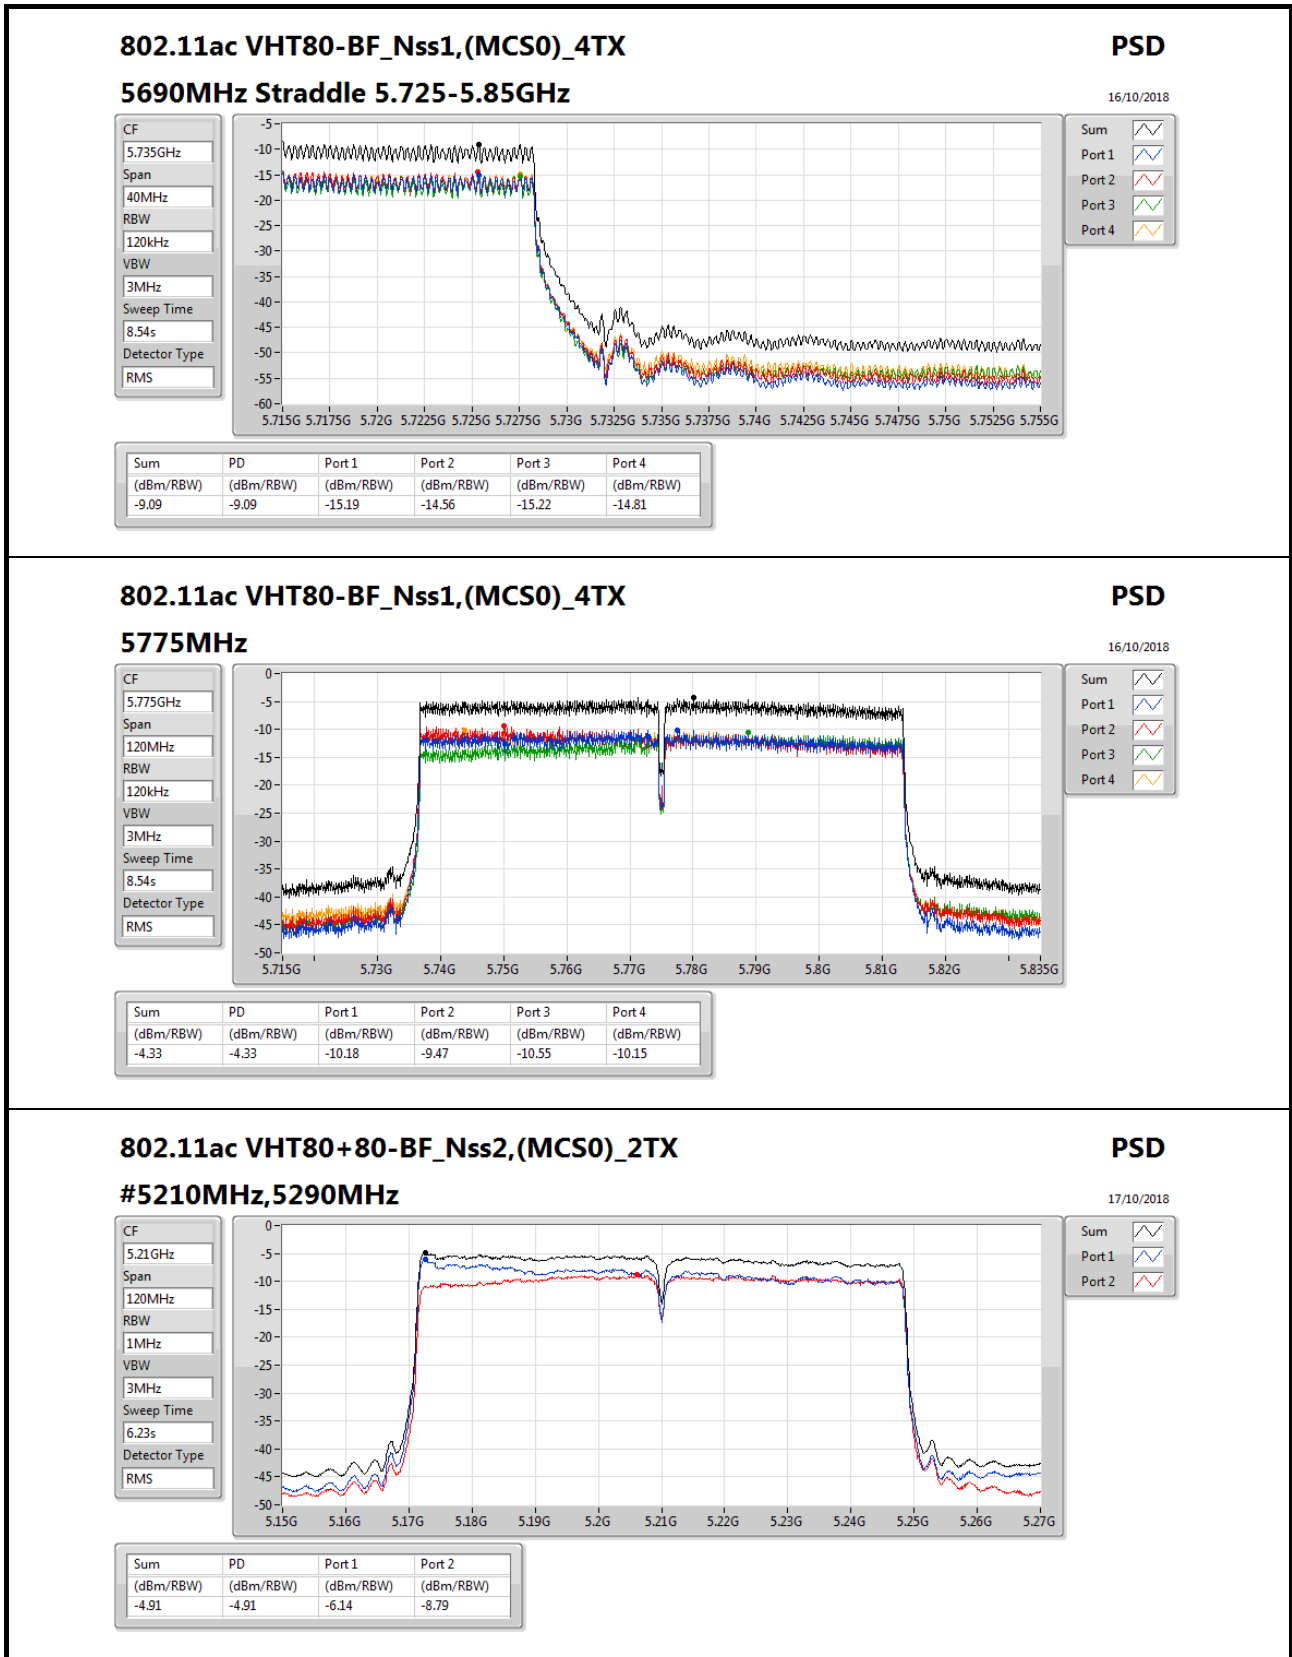 802.11ac VHT80-BF_Nss1,(MCS0)_4TX PSD
5690MHz Straddle 5.725-5.85GHz 16/10/2018
CF
5.735GHz
Span
40MHz
RBW
120kHz
VBW
3MHz
Sweep Time
8.54s
Detector Type
RMS
-5
-10
-15
-20
-25
-30
-35
-40
-45
-50
-55
-60
5.715G 5.7175G 5.72G 5.7225G 5.725G 5.7275G 5.73G 5.7325G 5.735G 5.7375G 5.74G 5.7425G 5.745G 5.7475G 5.75G 5.7525G 5.755G
Sum
Port 1
Port 2
Port 3
Port 4
Sum PD Port 1 Port 2 Port 3 Port 4
(dBm/RBW) (dBm/RBW) (dBm/RBW) (dBm/RBW) (dBm/RBW) (dBm/RBW)
-9.09 -9.09 -15.19 -14.56 -15.22 -14.81
802.11ac VHT80-BF_Nss1,(MCS0)_4TX PSD
5775MHz 16/10/2018
CF
5.775GHz
Span
120MHz
RBW
120kHz
VBW
3MHz
Sweep Time
8.54s
Detector Type
RMS
0
-5
-10
-15
-20
-25
-30
-35
-40
-45
-50
5.715G 5.73G 5.74G 5.75G 5.76G 5.77G 5.78G 5.79G 5.8G 5.81G 5.82G 5.835G
Sum
Port 1
Port 2
Port 3
Port 4
Sum PD Port 1 Port 2 Port 3 Port 4
(dBm/RBW) (dBm/RBW) (dBm/RBW) (dBm/RBW) (dBm/RBW) (dBm/RBW)
-4.33 -4.33 -10.18 -9.47 -10.55 -10.15
802.11ac VHT80+80-BF_Nss2,(MCS0)_2TX PSD
#5210MHz,5290MHz 17/10/2018
CF
5.21GHz
Span
120MHz
RBW
1MHz
VBW
3MHz
Sweep Time
6.23s
Detector Type
RMS
0
-5
-10
-15
-20
-25
-30
-35
-40
-45
-50
5.15G 5.16G 5.17G 5.18G 5.19G 5.2G 5.21G 5.22G 5.23G 5.24G 5.25G 5.26G 5.27G
Sum
Port 1
Port 2
Sum PD Port 1 Port 2
(dBm/RBW) (dBm/RBW) (dBm/RBW) (dBm/RBW)
-4.91 -4.91 -6.14 -8.79